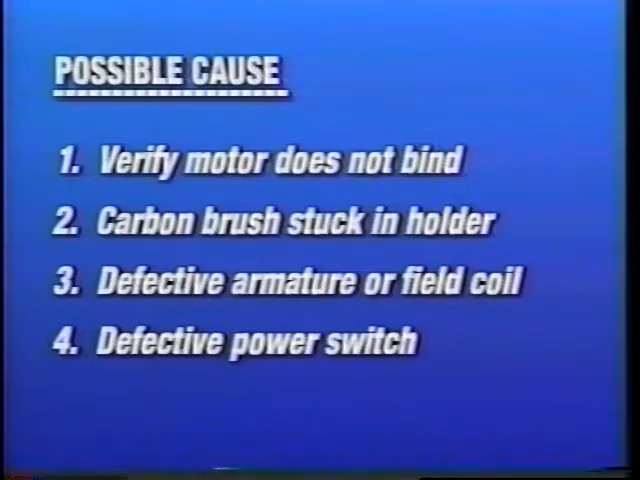 POSSIBLE CAUSE
1. Verify motor does not bind
2. Carbon brush stuck in holder
3. Defective armature or field coil
4. Defective power switch